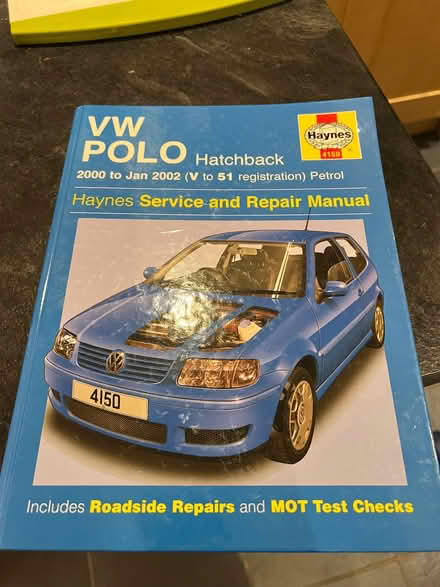 VW
POLO Hatchback
Haynes
4150
2000 to Jan 2002 (V to 51 registration) Petrol
Haynes Service and Repair Manual
4150
Includes Roadside Repairs and MOT Test Checks